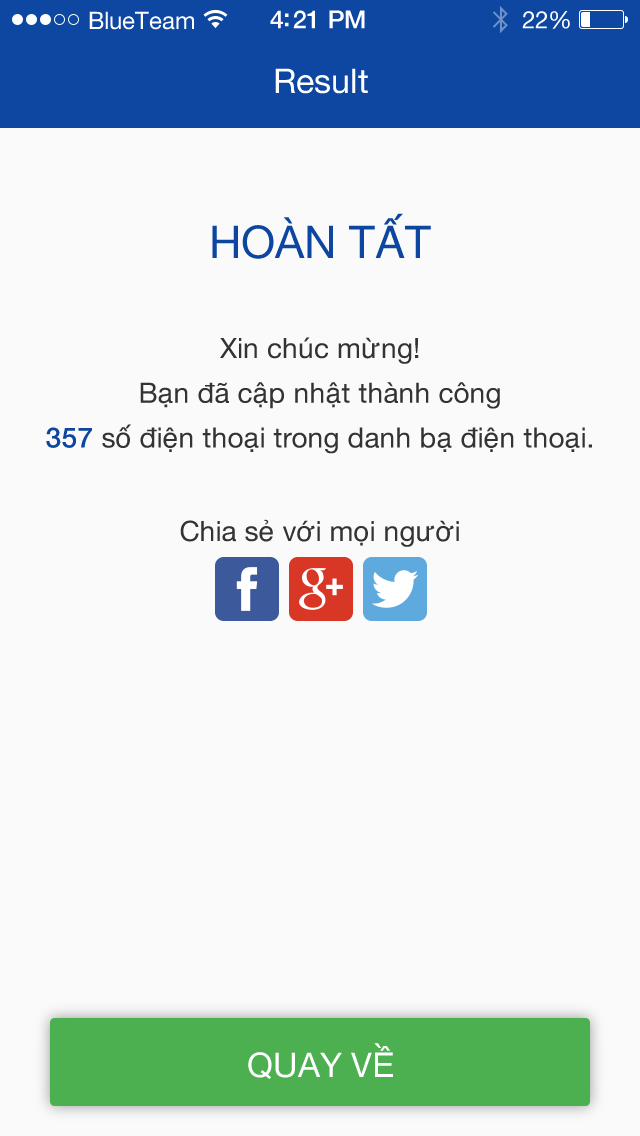 BlueTeam 4:21 PM 22%
Result
HOÀN TẤT
Xin chúc mừng!
Bạn đã cập nhật thành công
357 số điện thoại trong danh bạ điện thoại.
Chia sẻ với mọi người
f g+
QUAY VỀ